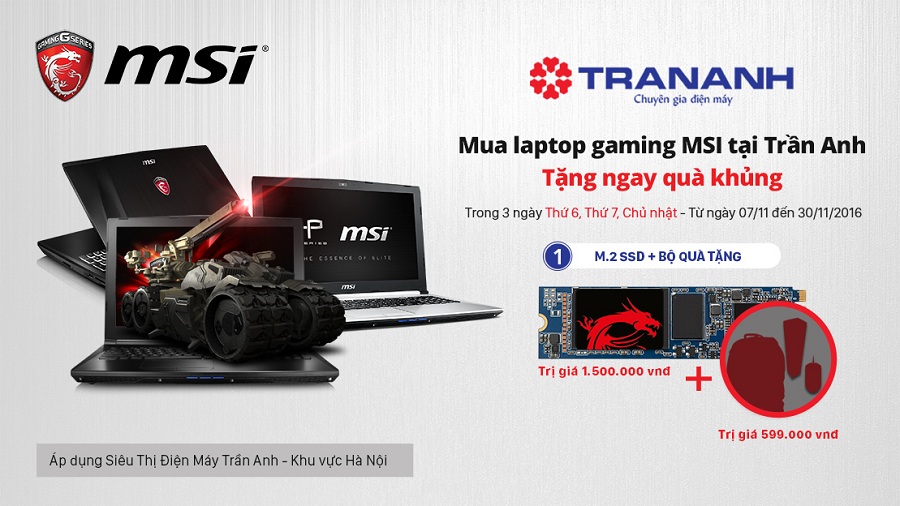 GAMING G SERIES
msi
TRANANH
Chuyên gia điện máy
Mua laptop gaming MSI tại Trần Anh
Tặng ngay quà khủng
Trong 3 ngày Thứ 6, Thứ 7, Chủ nhật - Từ ngày 07/11 đến 30/11/2016
1 M.2 SSD + BỘ QUÀ TẶNG
msi
msi
THE ESSENCE OF ELITE
msi
Trị giá 1.500.000 vnđ
+
Trị giá 599.000 vnđ
Áp dụng Siêu Thị Điện Máy Trần Anh - Khu vực Hà Nội